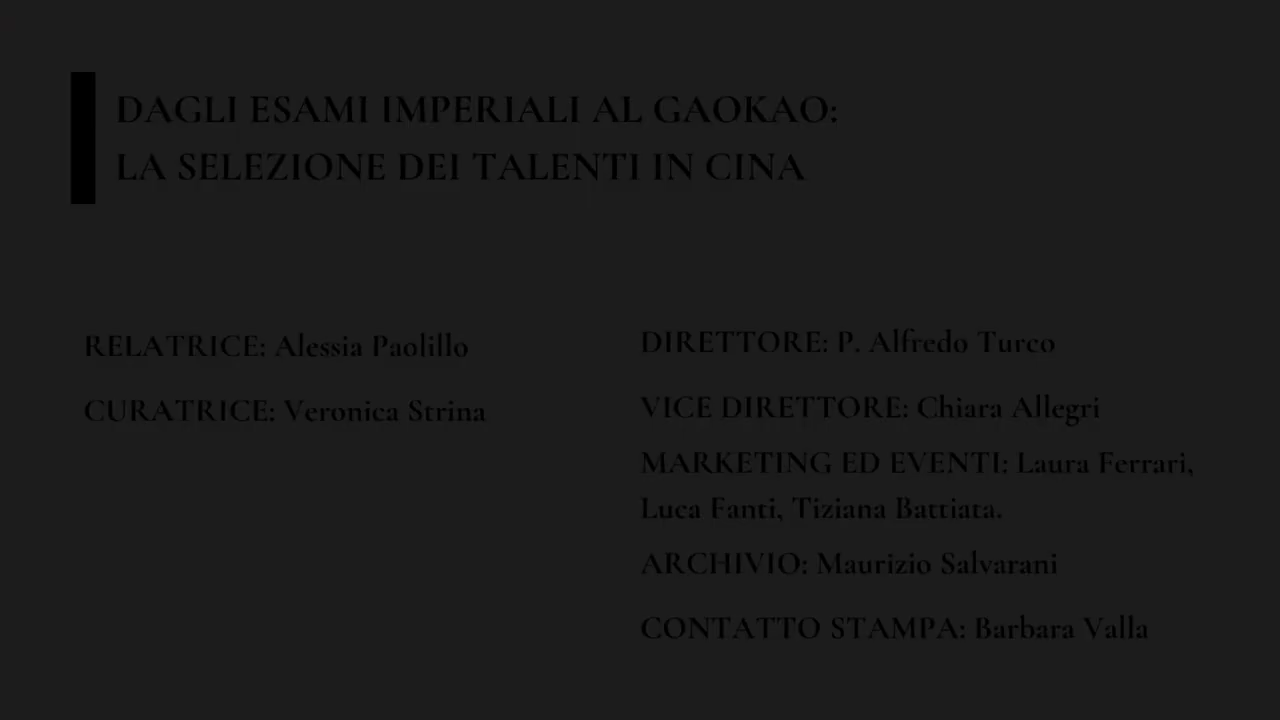 DAGLI ESAMI IMPERIALI AL GAOKAO:
LA SELEZIONE DEI TALENTI IN CINA
RELATRICE: Alessia Paolillo
CURATRICE: Veronica Strina
DIRETTORE: P. Alfredo Turco
VICE DIRETTORE: Chiara Allegri
MARKETING ED EVENTI: Laura Ferrari,
Luca Fanti, Tiziana Battiata.
ARCHIVIO: Maurizio Salvarani
CONTATTO STAMPA: Barbara Valla